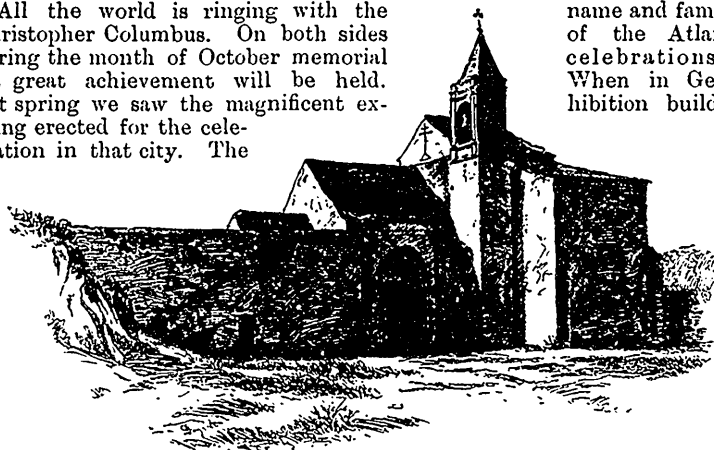 All the world is ringing with the name and fam
ristopher Columbus. On both sides of the Atla
ring the month of October memorial celebrations
great achievement will be held. When in Ge
t spring we saw the magnificent ex- hibition build
ng erected for the cele-
ation in that city. The